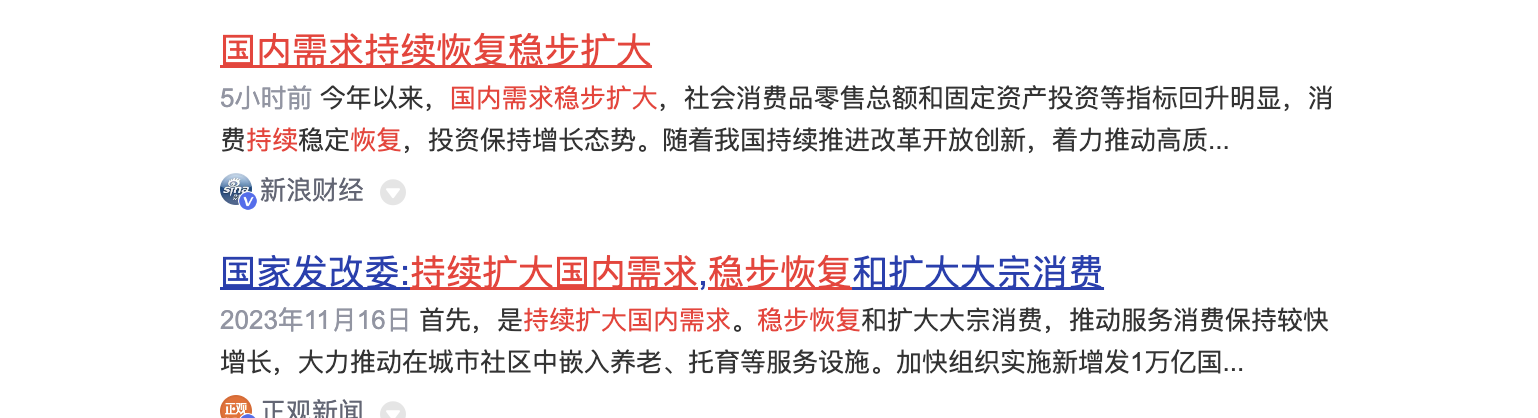 国内需求持续恢复稳步扩大
5小时前 今年以来，国内需求稳步扩大，社会消费品零售总额和固定资产投资等指标回升明显，消
费持续稳定恢复，投资保持增长态势。随着我国持续推进改革开放创新，着力推动高质...
sina 新浪财经
国家发改委:持续扩大国内需求,稳步恢复和扩大大宗消费
2023年11月16日 首先，是持续扩大国内需求。稳步恢复和扩大大宗消费，推动服务消费保持较快
增长，大力推动在城市社区中嵌入养老、托育等服务设施。加快组织实施新增发1万亿国...
正观 正观新闻